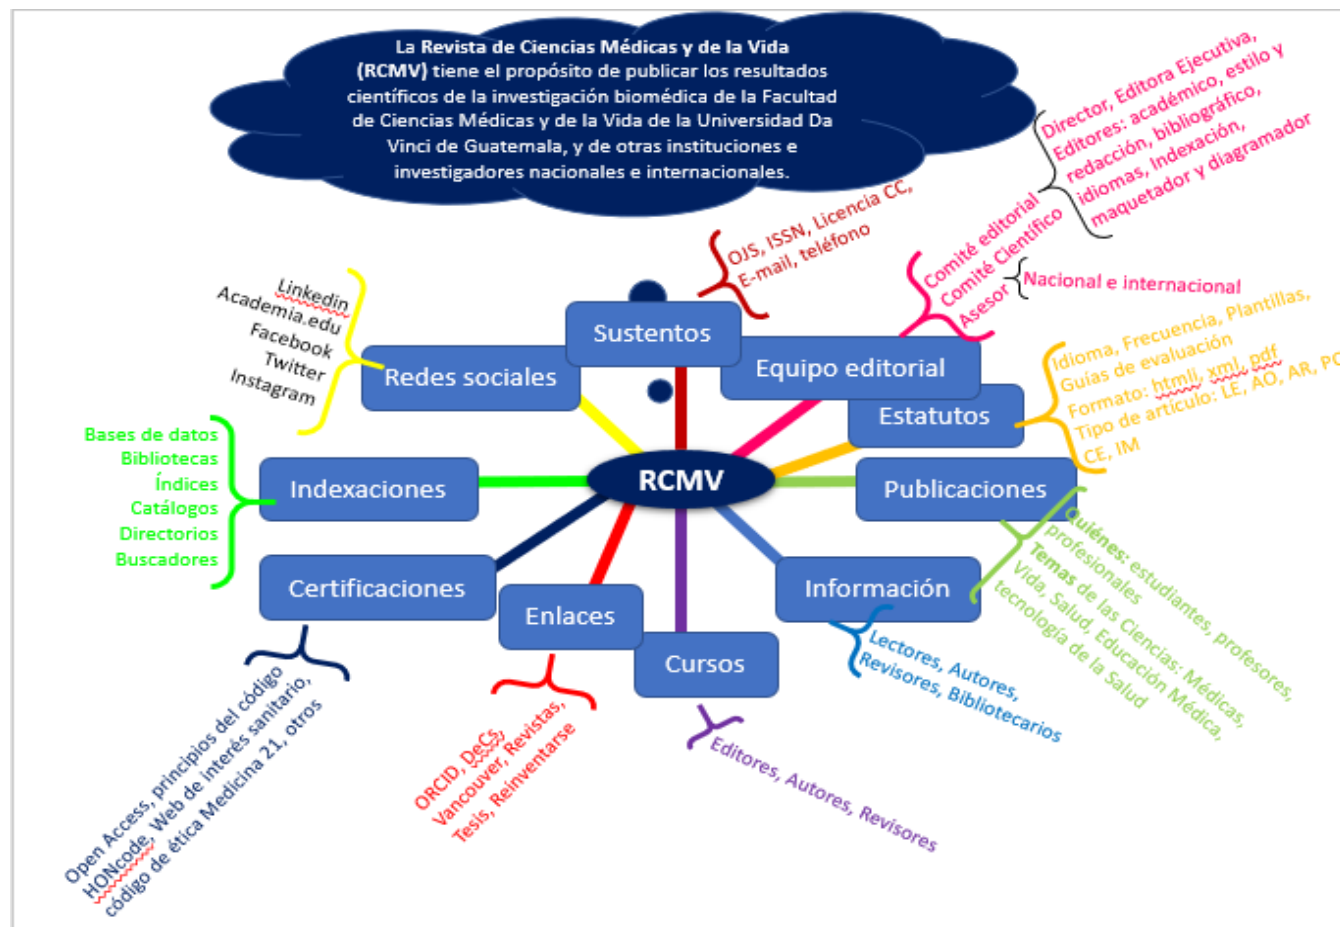 La Revista de Ciencias Médicas y de la Vida
(RCMV) tiene el propósito de publicar los resultados
científicos de la investigación biomédica de la Facultad
de Ciencias Médicas y de la Vida de la Universidad Da
Vinci de Guatemala, y de otras instituciones e
investigadores nacionales e internacionales.
Director, Editora Ejecutiva,
Editores: académico, estilo y
redacción, bibliográfico,
idiomas, Indexación,
maquetador y diagramador
OJS, ISSN, Licencia CC,
E-mail, teléfono
Comité editorial
Comité Científico
Asesor
Nacional e internacional
Linkedin
Academia.edu
Facebook
Twitter
Instagram
Sustentos
Redes sociales
Equipo editorial
Idioma, Frecuencia, Plantillas,
Guías de evaluación
Formato: htmli, xml, pdf
Tipo de artículo: LE, AO, AR, PC
CE, IM
Estatutos
Bases de datos
Bibliotecas
Índices
Catálogos
Directorios
Buscadores
Indexaciones
RCMV
Publicaciones
Quiénes: estudiantes, profesores,
profesionales
Temas de las Ciencias: Médicas,
Vida, Salud, Educación Médica,
tecnología de la Salud
Certificaciones
Enlaces
Cursos
Información
Lectores, Autores,
Revisores, Bibliotecarios
Open Access, principios del código
HONcode, Web de interés sanitario,
código de ética Medicina 21, otros
ORCID, DeCs,
Vancouver, Revistas,
Tesis, Reinventarse
Editores, Autores, Revisores